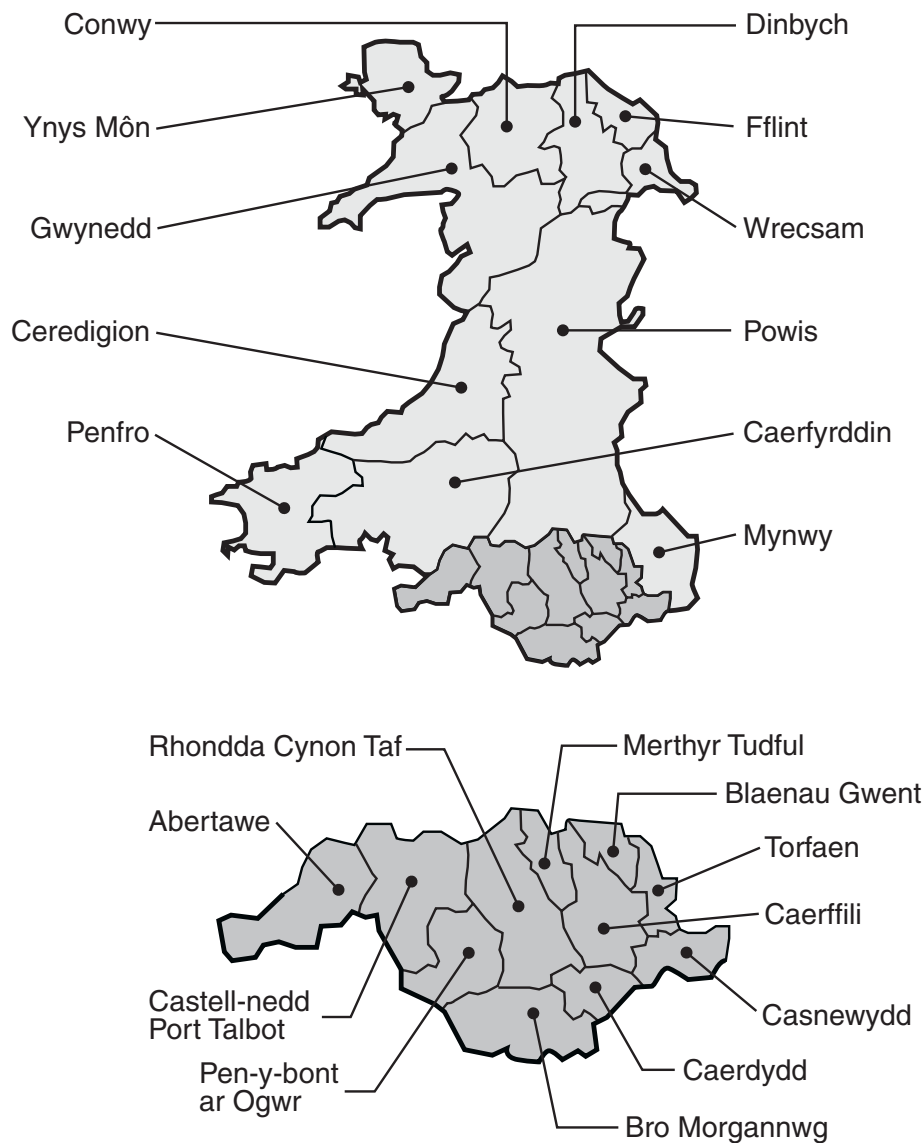 Conwy
Dinbych
Ynys Môn
Fflint
Gwynedd
Wrecsam
Ceredigion
Powis
Penfro
Caerfyrddin
Mynwy
Rhondda Cynon Taf
Merthyr Tudful
Blaenau Gwent
Abertawe
Torfaen
Caerffili
Castell-nedd
Port Talbot
Casnewydd
Pen-y-bont
ar Ogwr
Caerdydd
Bro Morgannwg